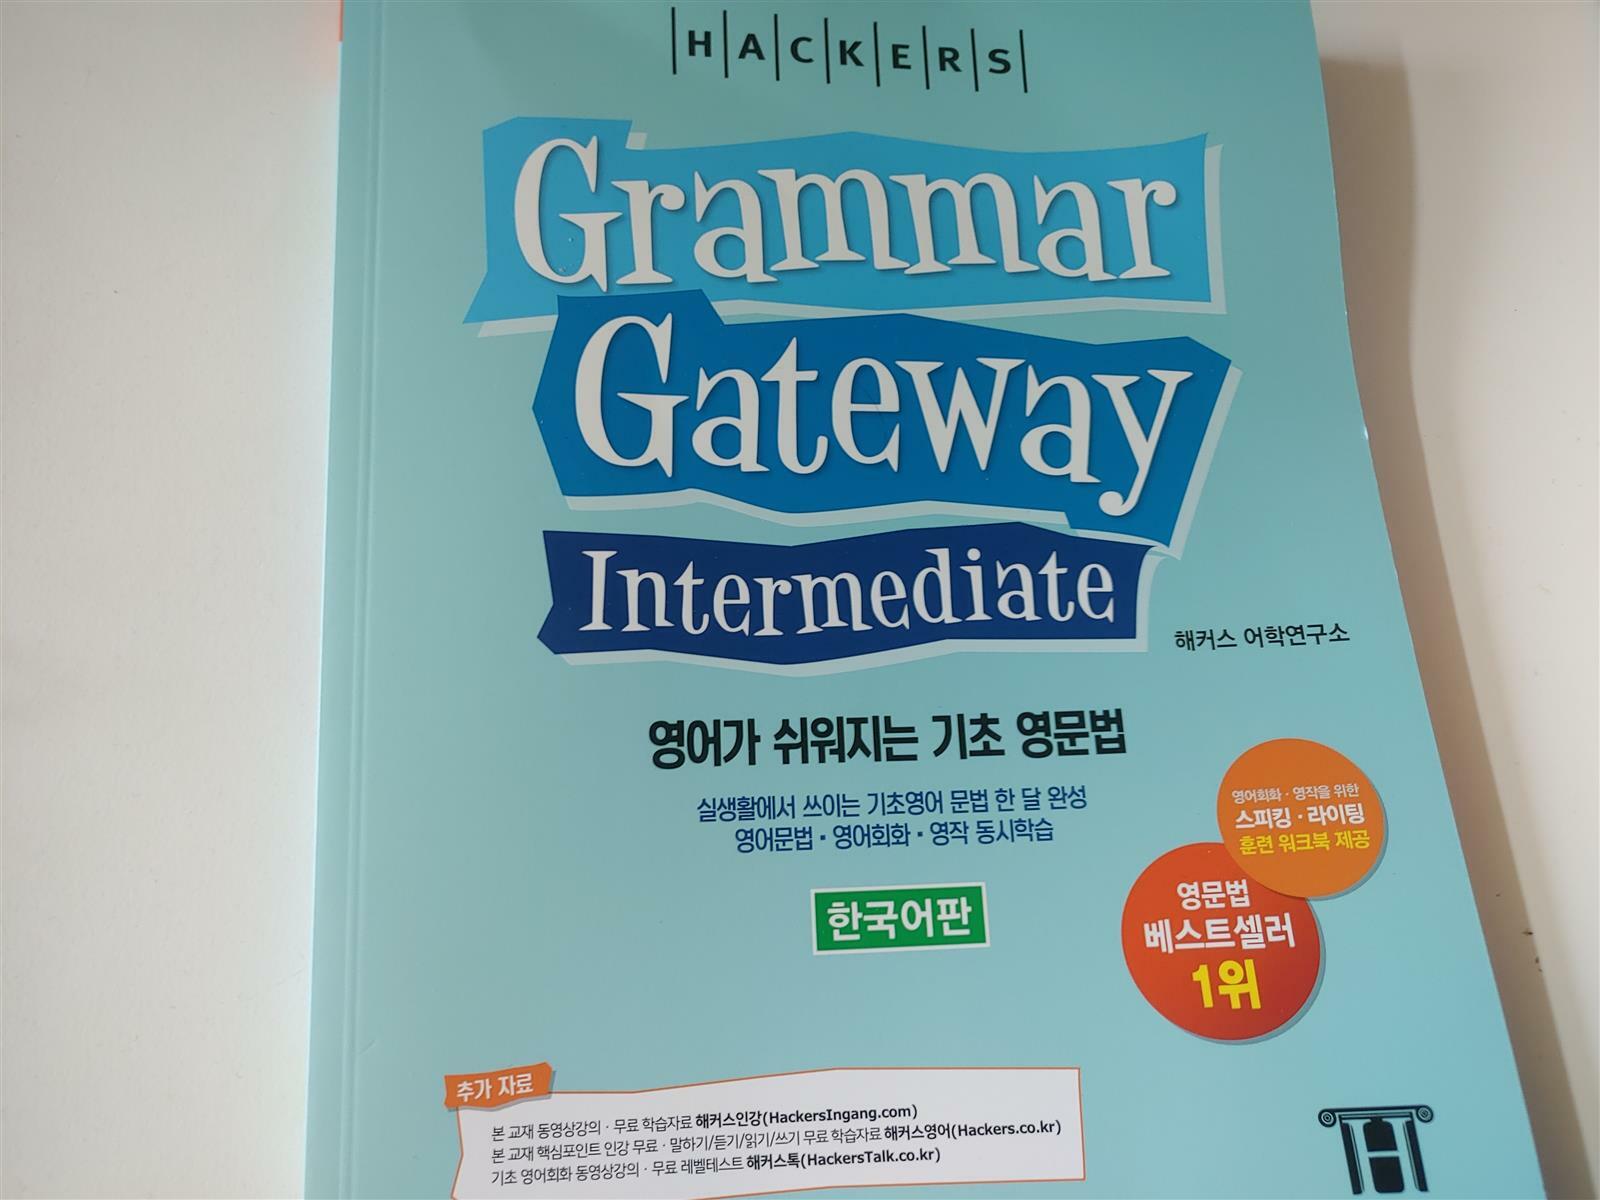 HACKERS
Grammar
Gateway
Intermediate
해커스 어학연구소
영어가 쉬워지는 기초 영문법
실생활에서 쓰이는 기초영어 문법 한 달 완성
영어문법 · 영어회화 · 영작 동시학습
영어회화 · 영작을 위한
스피킹 · 라이팅
훈련 워크북 제공
영문법
베스트셀러
1위
한국어판
추가 자료
본 교재 동영상강의 · 무료 학습자료 해커스인강(HackersIngang.com)
본 교재 핵심포인트 인강 무료 · 말하기/듣기/읽기/쓰기 무료 학습자료 해커스영어(Hackers.co.kr)
기초 영어회화 동영상강의 · 무료 레벨테스트 해커스톡(HackersTalk.co.kr)